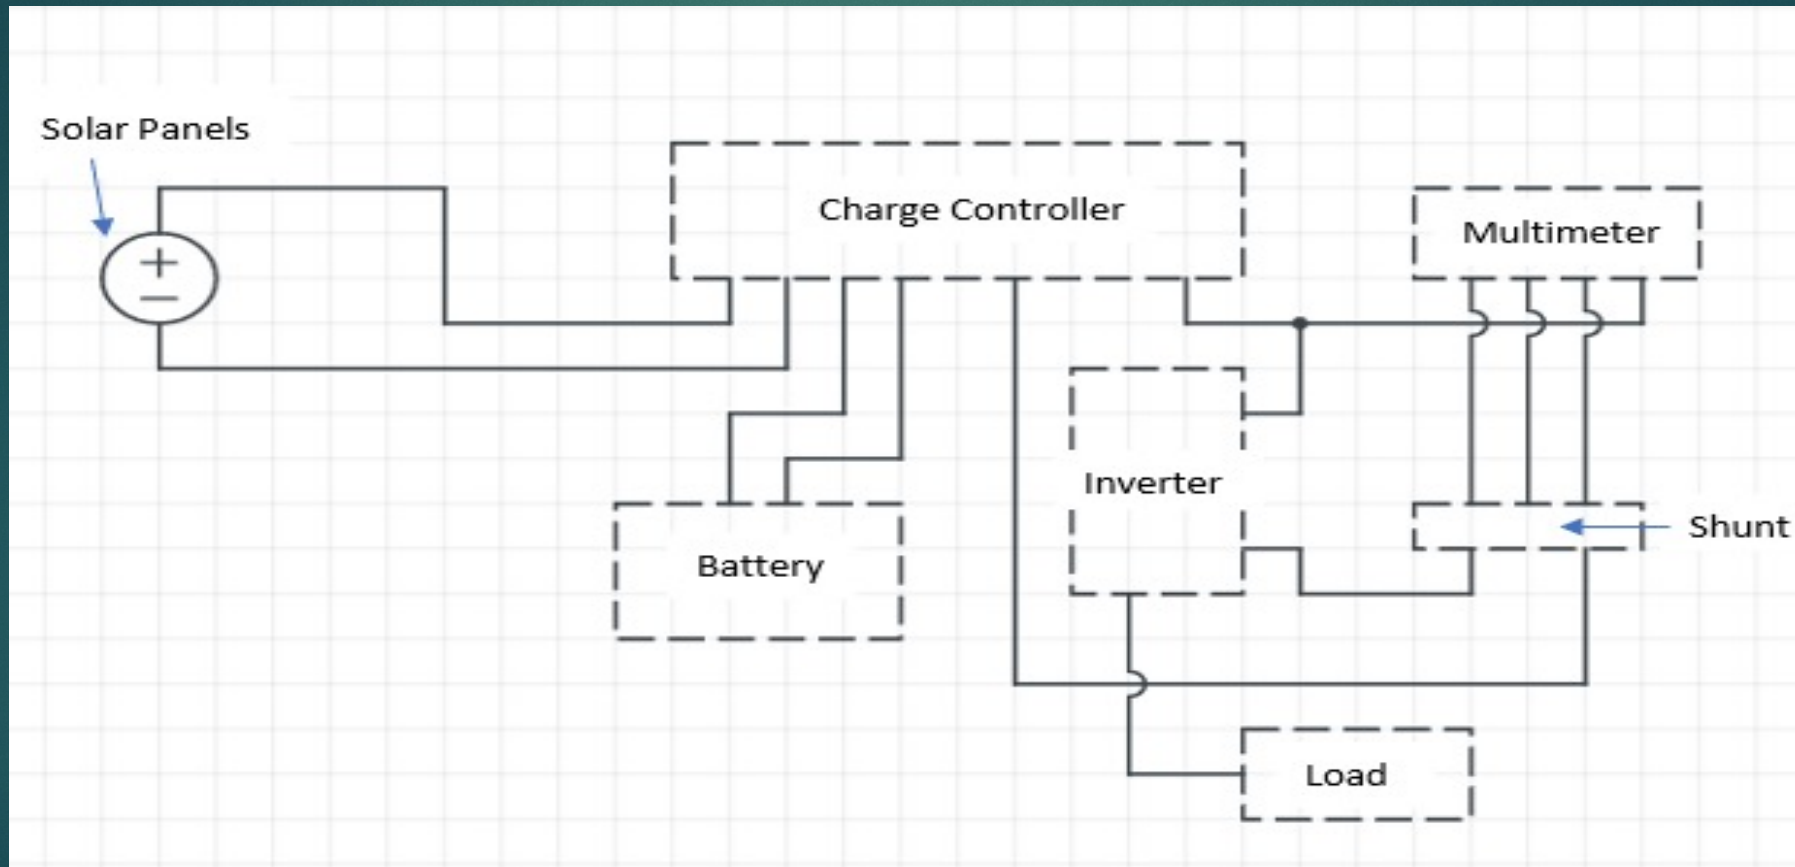 Solar Panels
Charge Controller
Multimeter
Inverter
Shunt
Battery
Load